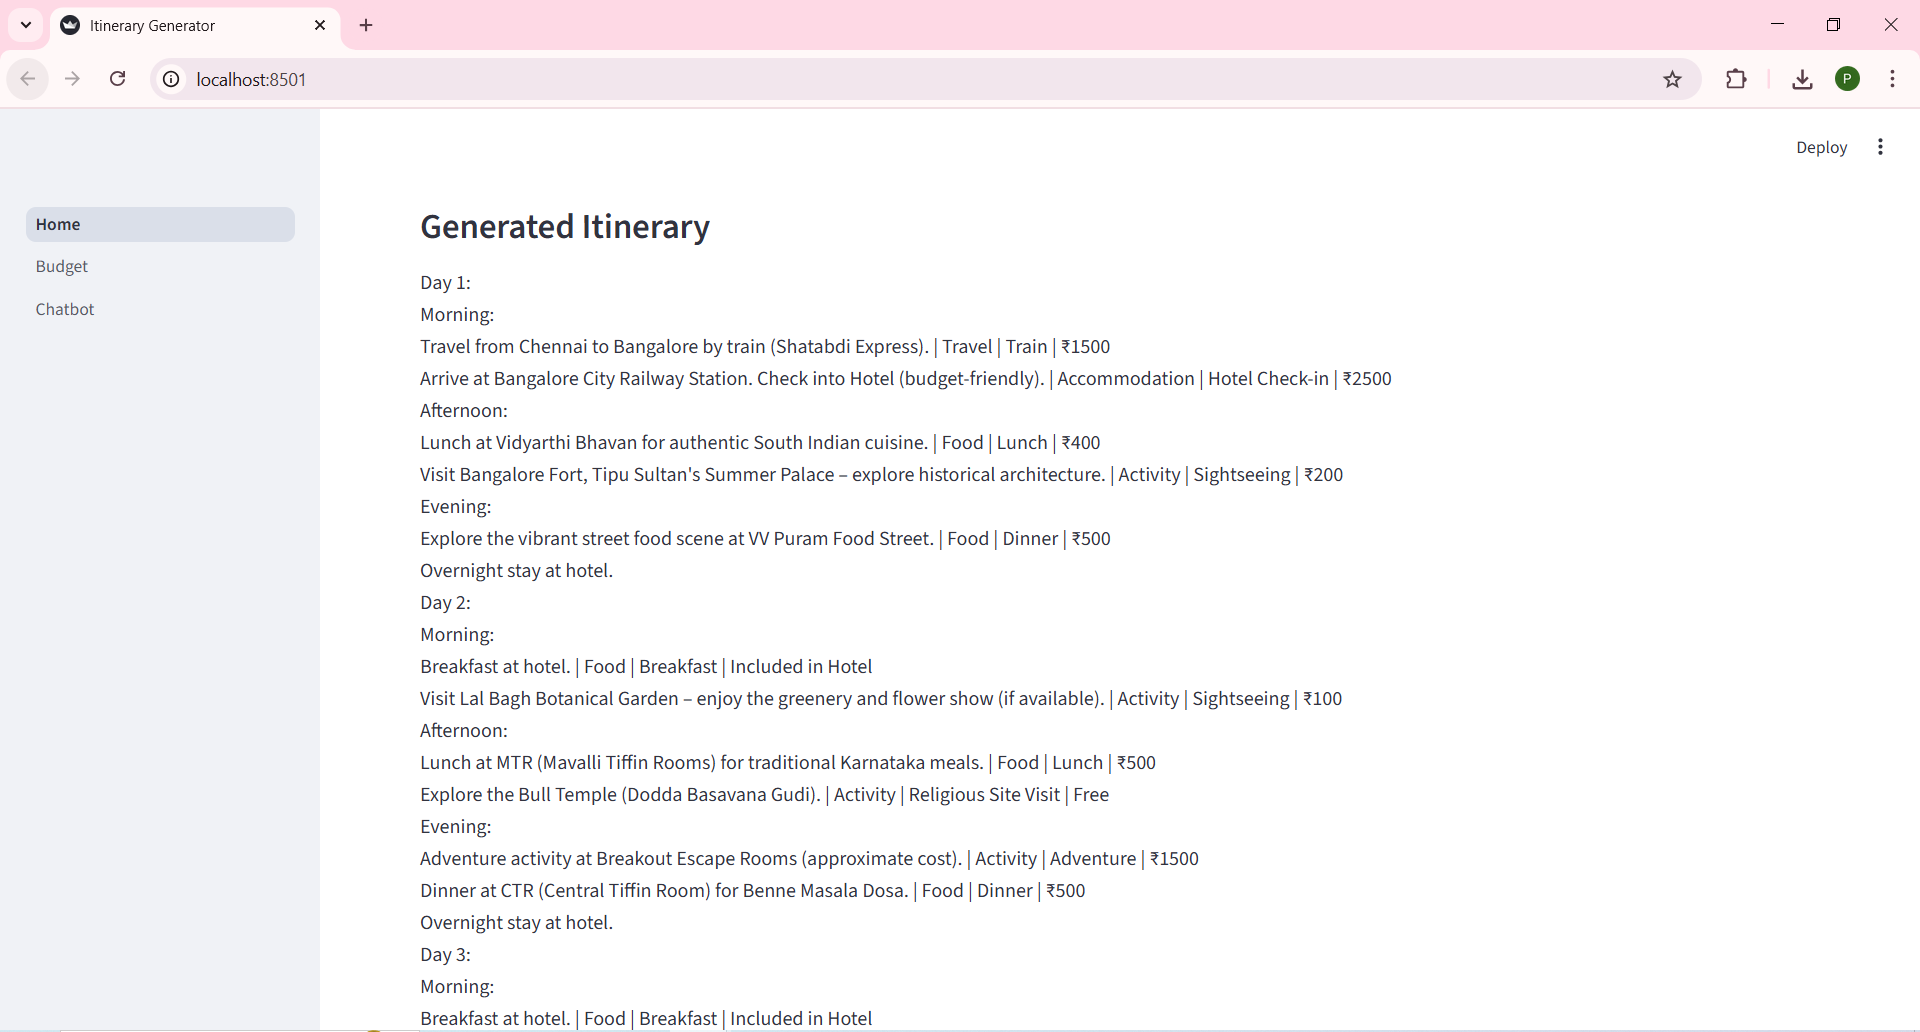 Itinerary Generator
localhost:8501
P
Deploy
Home
Budget
Chatbot
Generated Itinerary
Day 1:
Morning:
Travel from Chennai to Bangalore by train (Shatabdi Express). | Travel | Train | ₹1500
Arrive at Bangalore City Railway Station. Check into Hotel (budget-friendly). | Accommodation | Hotel Check-in | ₹2500
Afternoon:
Lunch at Vidyarthi Bhavan for authentic South Indian cuisine. | Food | Lunch | ₹400
Visit Bangalore Fort, Tipu Sultan's Summer Palace – explore historical architecture. | Activity | Sightseeing | ₹200
Evening:
Explore the vibrant street food scene at VV Puram Food Street. | Food | Dinner | ₹500
Overnight stay at hotel.
Day 2:
Morning:
Breakfast at hotel. | Food | Breakfast | Included in Hotel
Visit Lal Bagh Botanical Garden – enjoy the greenery and flower show (if available). | Activity | Sightseeing | ₹100
Afternoon:
Lunch at MTR (Mavalli Tiffin Rooms) for traditional Karnataka meals. | Food | Lunch | ₹500
Explore the Bull Temple (Dodda Basavana Gudi). | Activity | Religious Site Visit | Free
Evening:
Adventure activity at Breakout Escape Rooms (approximate cost). | Activity | Adventure | ₹1500
Dinner at CTR (Central Tiffin Room) for Benne Masala Dosa. | Food | Dinner | ₹500
Overnight stay at hotel.
Day 3:
Morning:
Breakfast at hotel. | Food | Breakfast | Included in Hotel